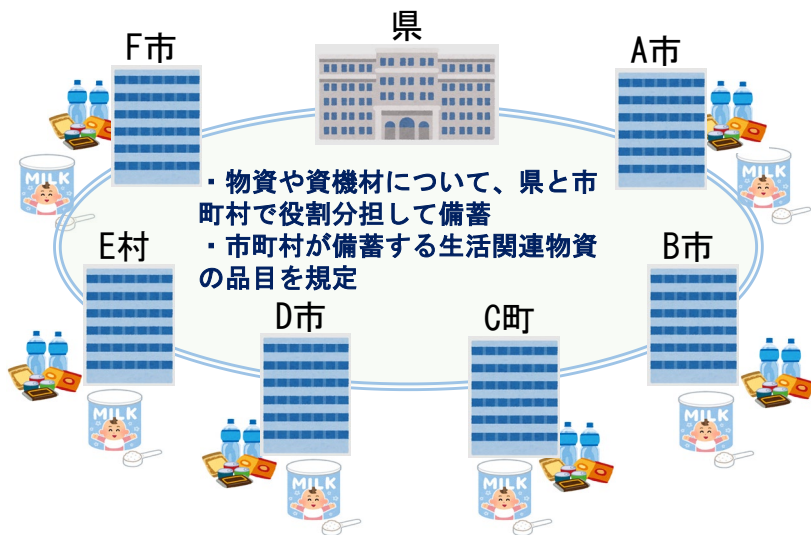 県
F市
A市
・物資や資機材について、県と市
町村で役割分担して備蓄
・市町村が備蓄する生活関連物資
の品目を規定
E村
B市
D市
C町
MILK
MILK
MILK
MILK
MILK
MILK